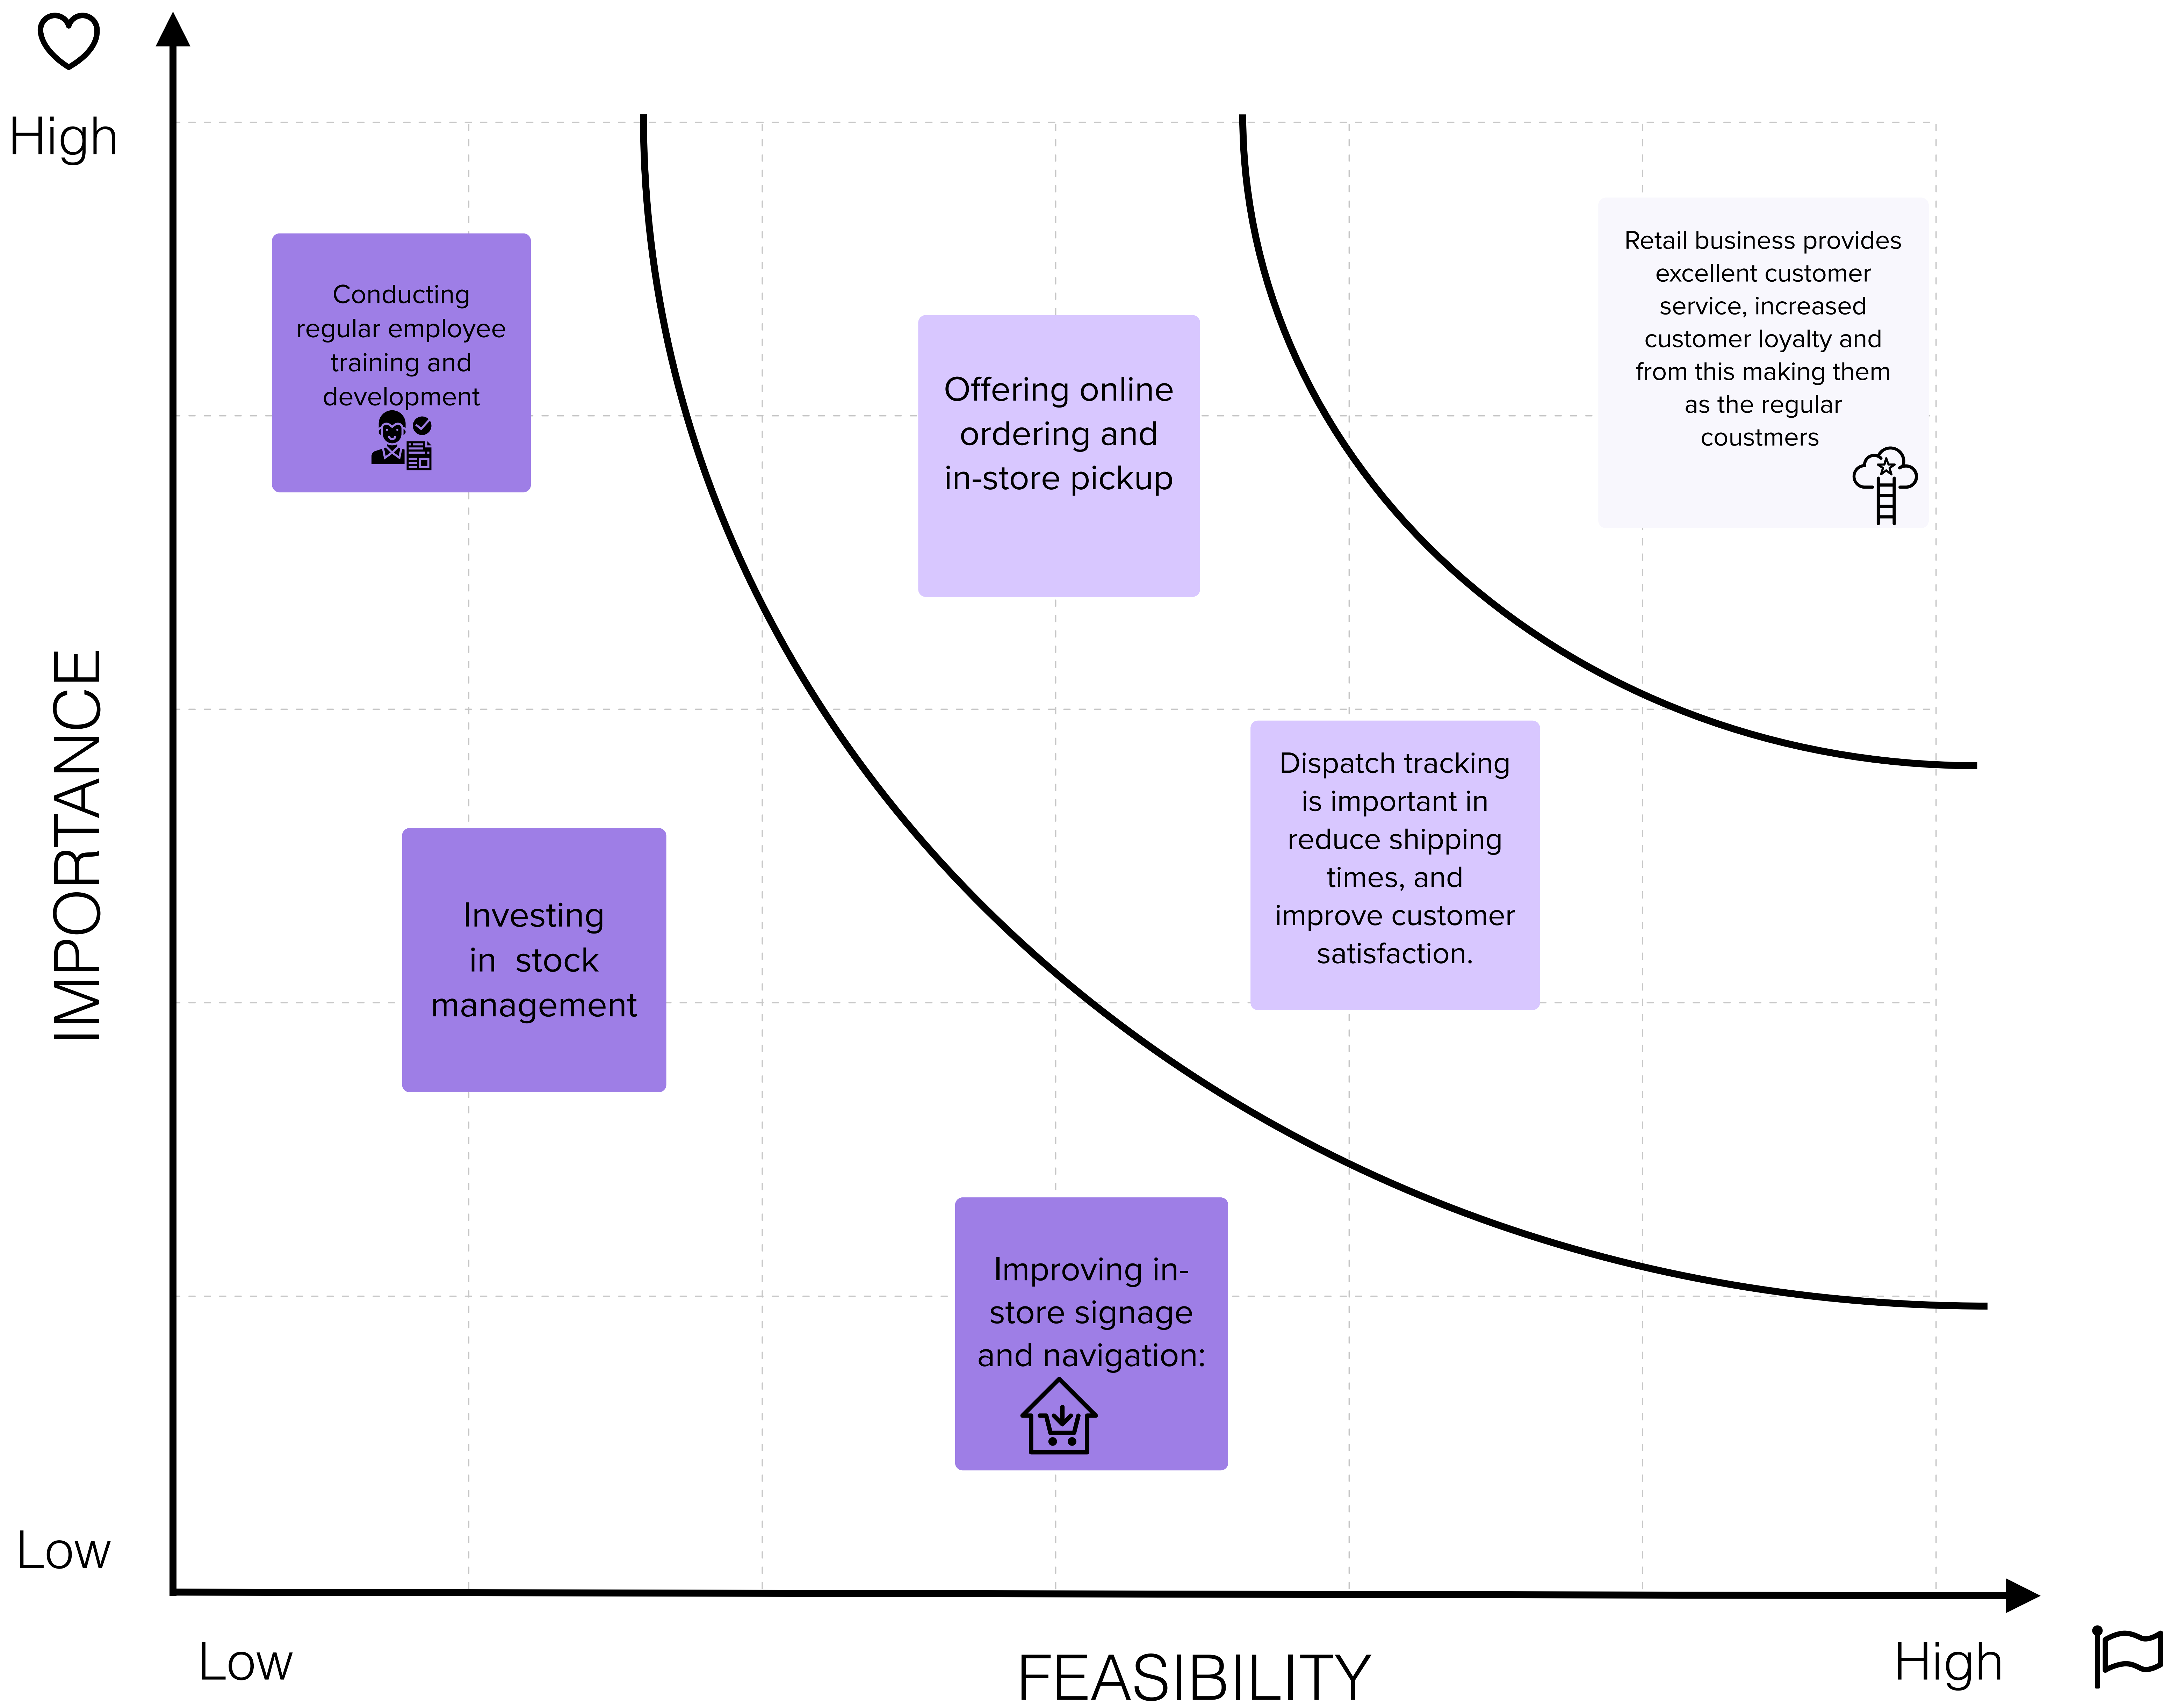 High
Conducting
regular employee
training and
development
Offering online
ordering and
in-store pickup
Retail business provides
excellent customer
service, increased
customer loyalty and
from this making them
as the regular
coustmers
IMPORTANCE
Investing
in  stock
management
Dispatch tracking
is important in
reduce shipping
times, and
improve customer
satisfaction.
Improving in-
store signage
and navigation:
Low
Low
FEASIBILITY
High